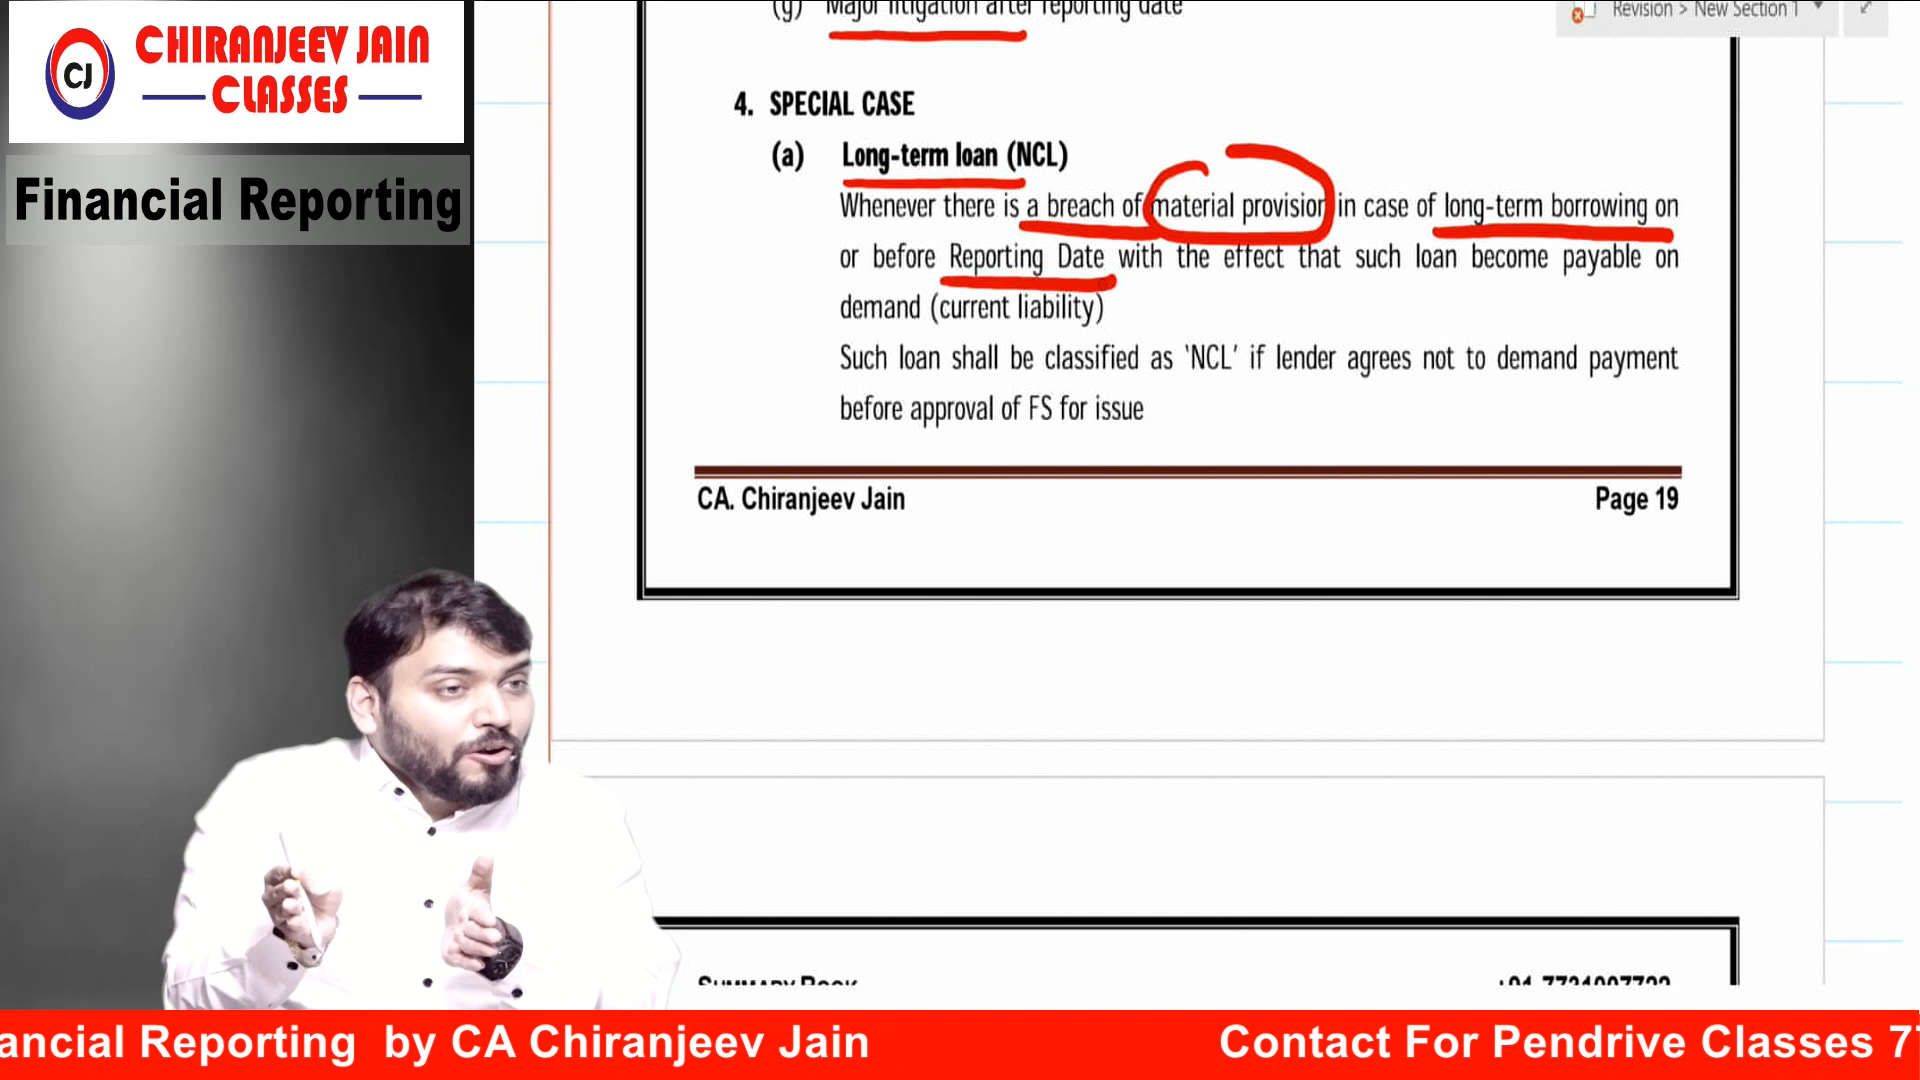 (g) Major litigation after reporting date
Revision > New Section 1
CHIRANJEEV JAIN
CLASSES
CJ
Financial Reporting
4. SPECIAL CASE
(a) Long-term loan (NCL)
Whenever there is a breach of material provision in case of long-term borrowing on
or before Reporting Date with the effect that such loan become payable on
demand (current liability)
Such loan shall be classified as ‘NCL’ if lender agrees not to demand payment
before approval of FS for issue
CA. Chiranjeev Jain Page 19
SUMMARY BOOK
ancial Reporting by CA Chiranjeev Jain Contact For Pendrive Classes 77